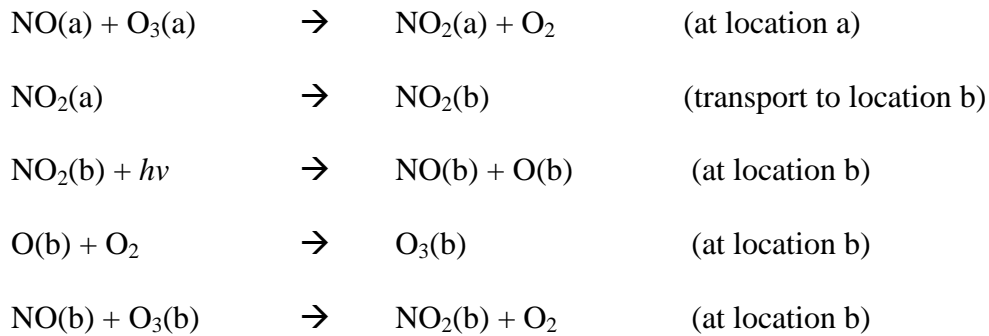 NO(a) + O₃(a) → NO₂(a) + O₂ (at location a)
NO₂(a) → NO₂(b) (transport to location b)
NO₂(b) + hν → NO(b) + O(b) (at location b)
O(b) + O₂ → O₃(b) (at location b)
NO(b) + O₃(b) → NO₂(b) + O₂ (at location b)